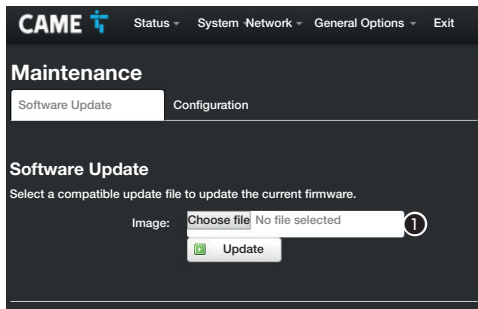 CAME Status System Network General Options Exit
Maintenance
Software Update Configuration
Software Update
Select a compatible update file to update the current firmware.
Image: Choose file No file selected 1
Update